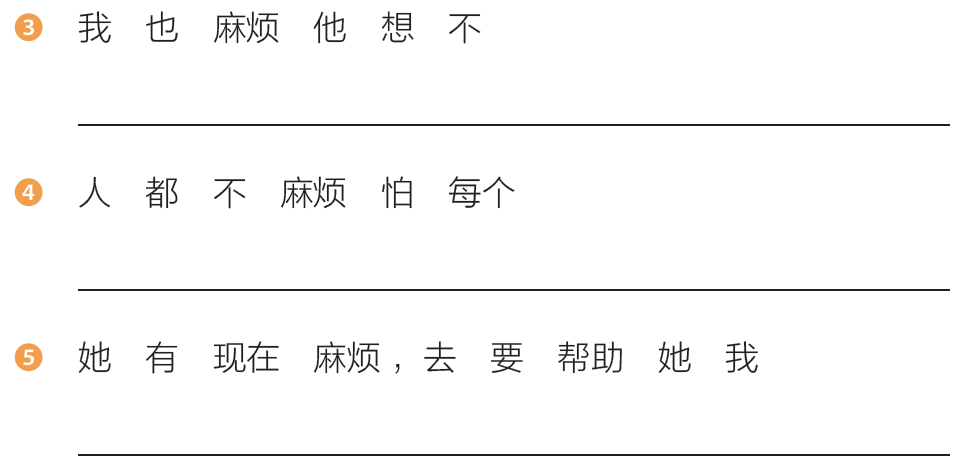 3 我 也 麻烦 他 想 不
4 人 都 不 麻烦 怕 每个
5 她 有 现在 麻烦，去 要 帮助 她 我